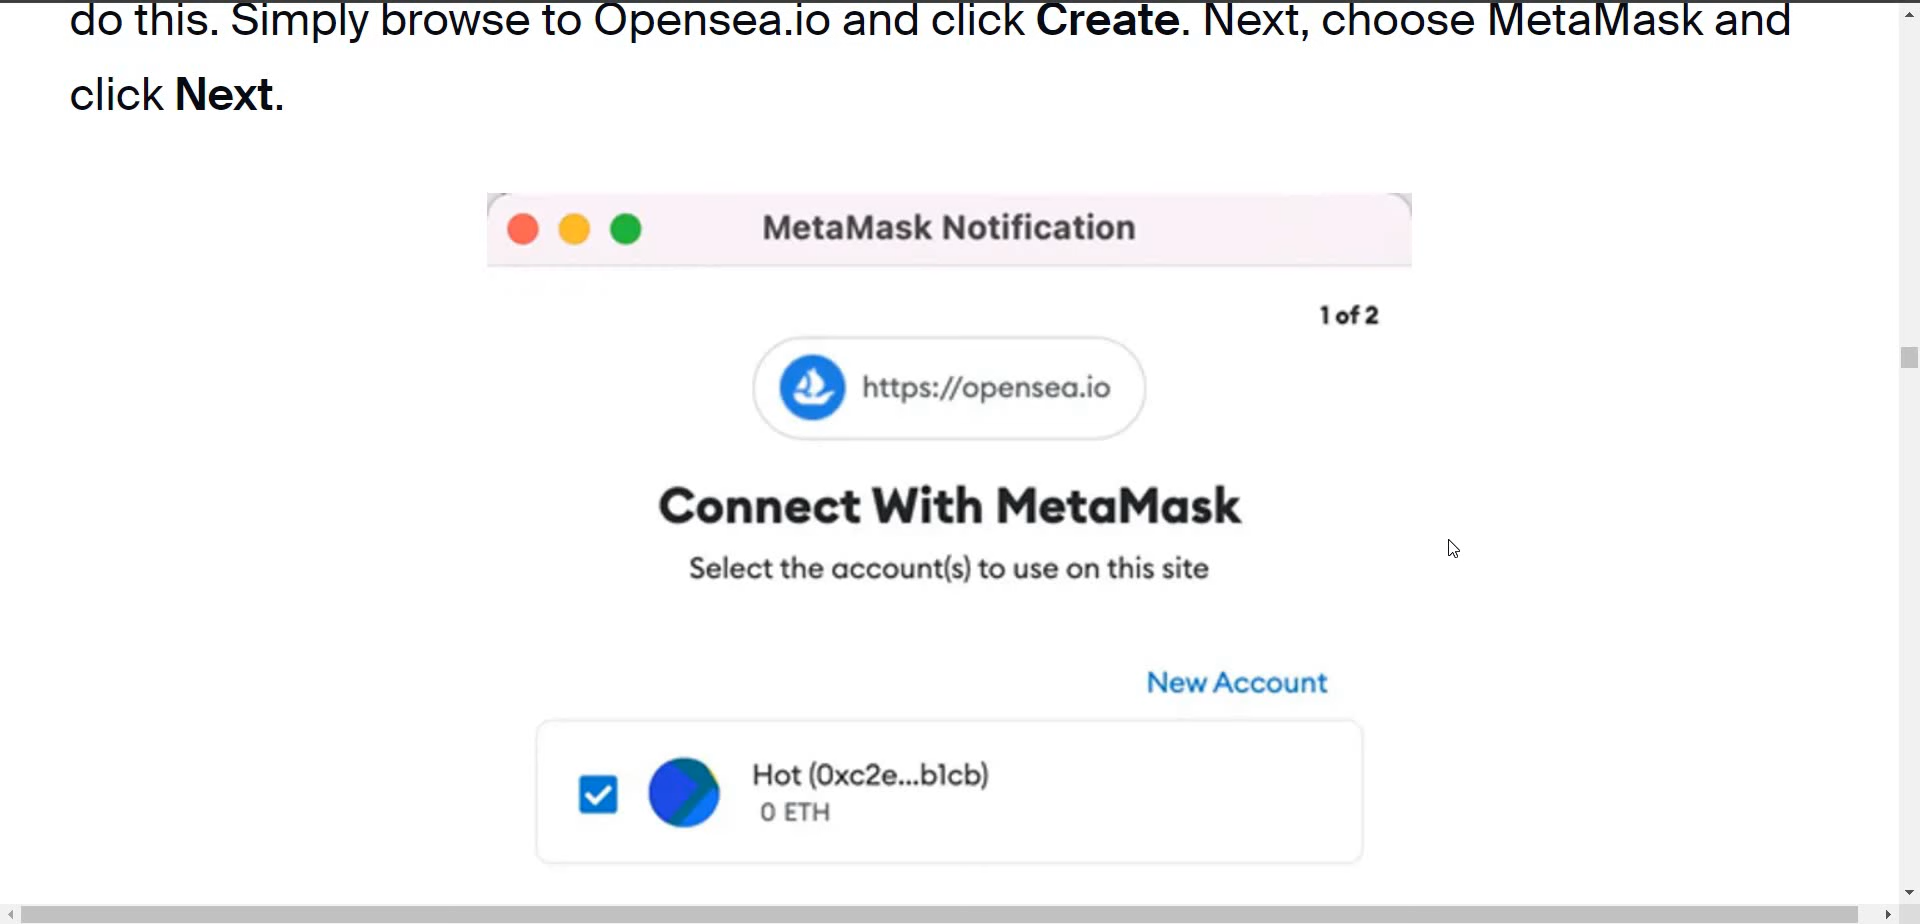 do this. Simply browse to Opensea.io and click Create. Next, choose MetaMask and
click Next.
MetaMask Notification
1 of 2
https://opensea.io
Connect With MetaMask
Select the account(s) to use on this site
New Account
Hot (0xc2e...b1cb)
0 ETH